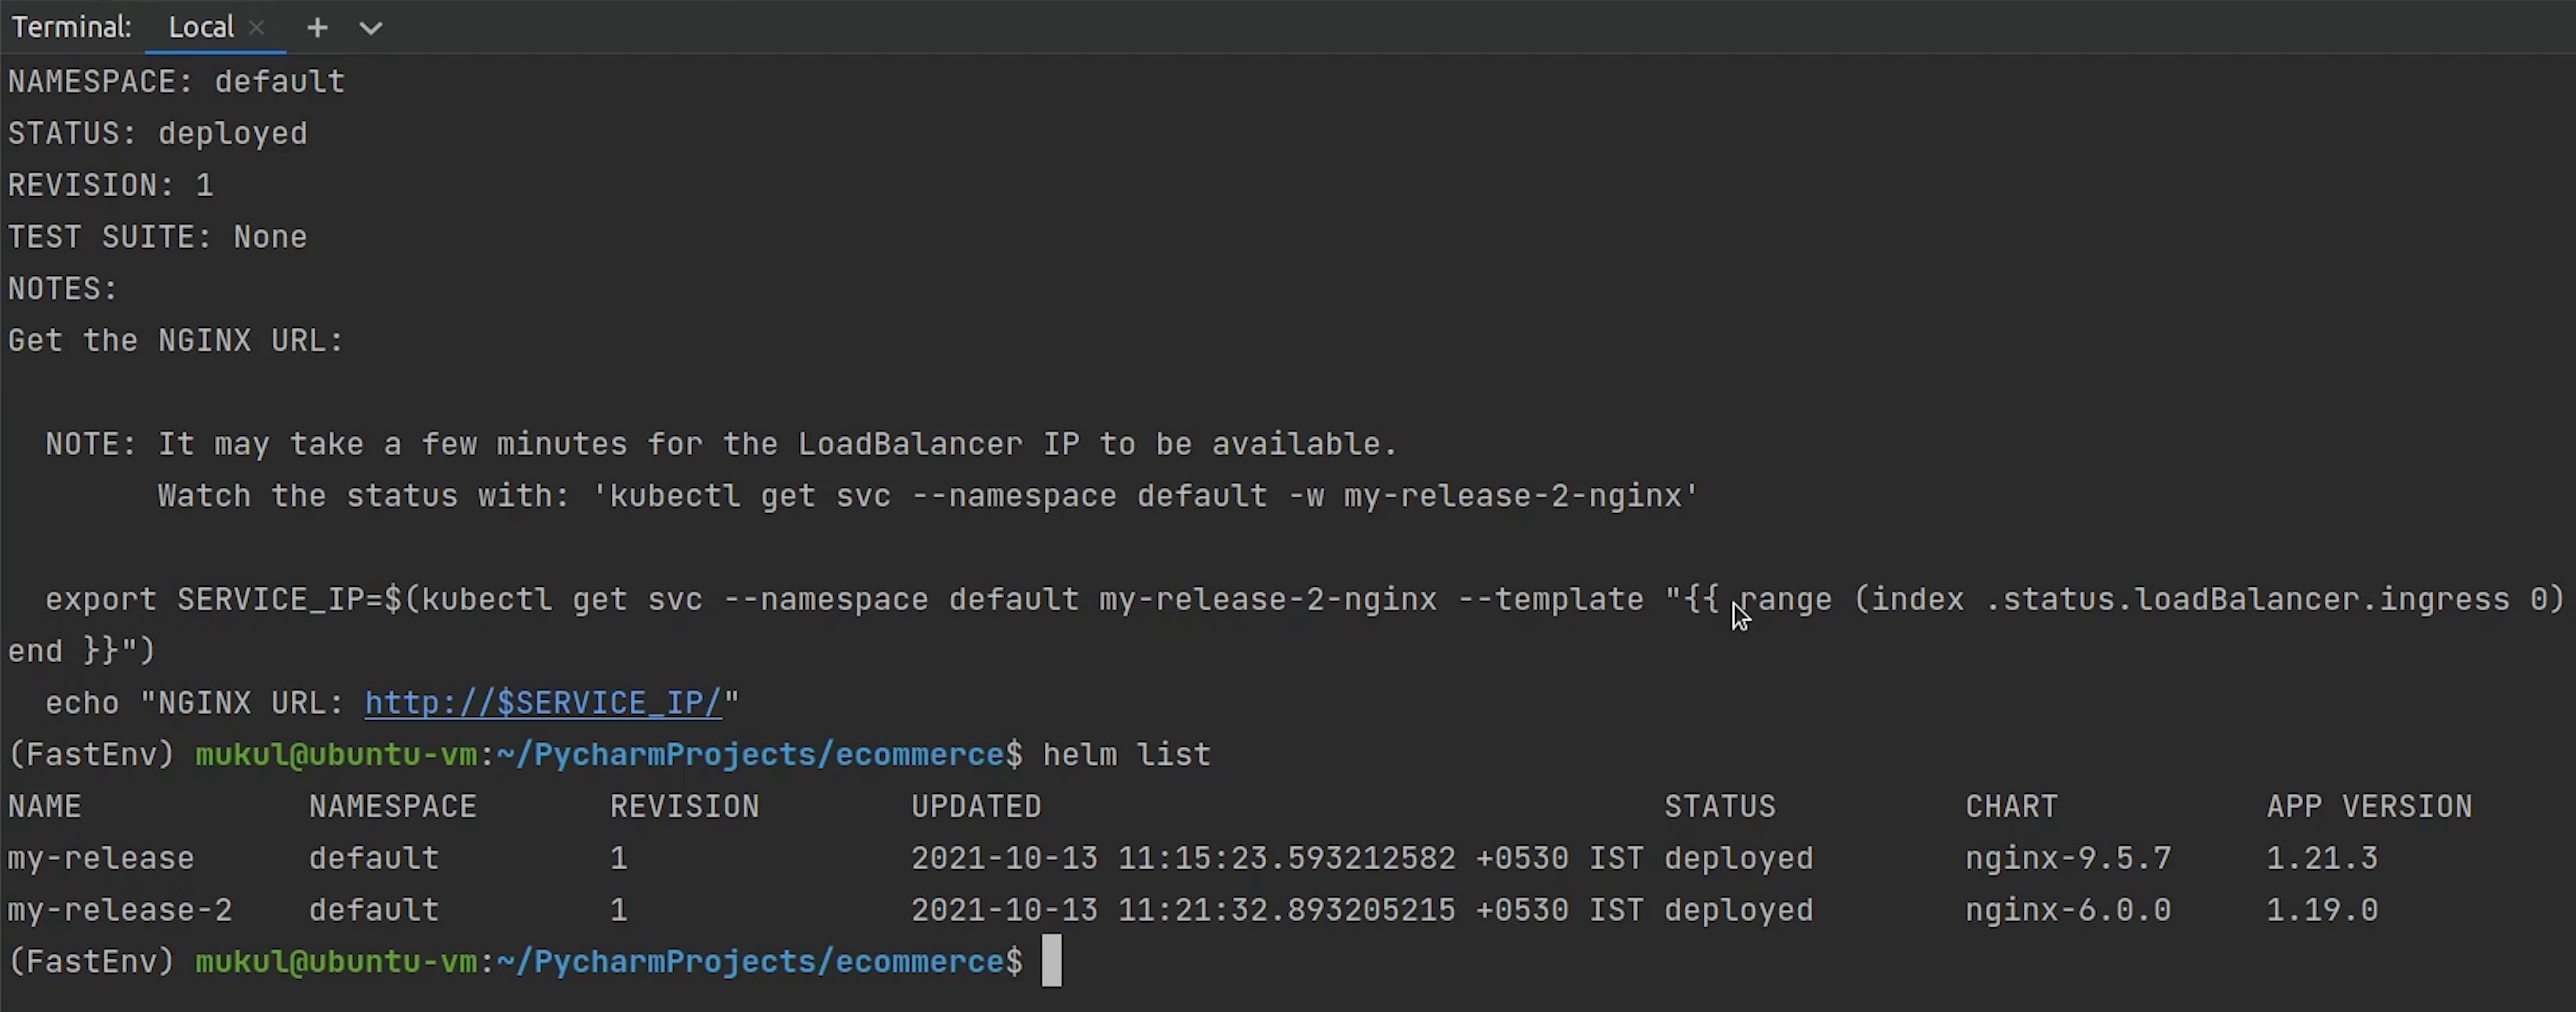 Terminal: Local × +
NAMESPACE: default
STATUS: deployed
REVISION: 1
TEST SUITE: None
NOTES:
Get the NGINX URL:
NOTE: It may take a few minutes for the LoadBalancer IP to be available.
Watch the status with: 'kubectl get svc --namespace default -w my-release-2-nginx'
export SERVICE_IP=$(kubectl get svc --namespace default my-release-2-nginx --template "{{ range (index .status.loadBalancer.ingress 0)
end }}")
echo "NGINX URL: http://$SERVICE_IP/"
(FastEnv) mukul@ubuntu-vm:~/PycharmProjects/ecommerce$ helm list
NAME NAMESPACE REVISION UPDATED STATUS CHART APP VERSION
my-release default 1 2021-10-13 11:15:23.593212582 +0530 IST deployed nginx-9.5.7 1.21.3
my-release-2 default 1 2021-10-13 11:21:32.893205215 +0530 IST deployed nginx-6.0.0 1.19.0
(FastEnv) mukul@ubuntu-vm:~/PycharmProjects/ecommerce$